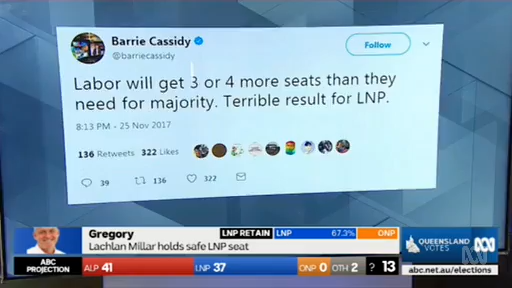 Barrie Cassidy
@barriecassidy
Follow
Labor will get 3 or 4 more seats than they
need for majority. Terrible result for LNP.
8:13 PM - 25 Nov 2017
136 Retweets 322 Likes
39 136 322
Gregory LNP RETAIN LNP 67.3% ONP
Lachlan Millar holds safe LNP seat
QUEENSLAND
VOTES
ABC
PROJECTION
ALP 41 LNP 37 ONP 0 OTH 2 ? 13
abc.net.au/elections